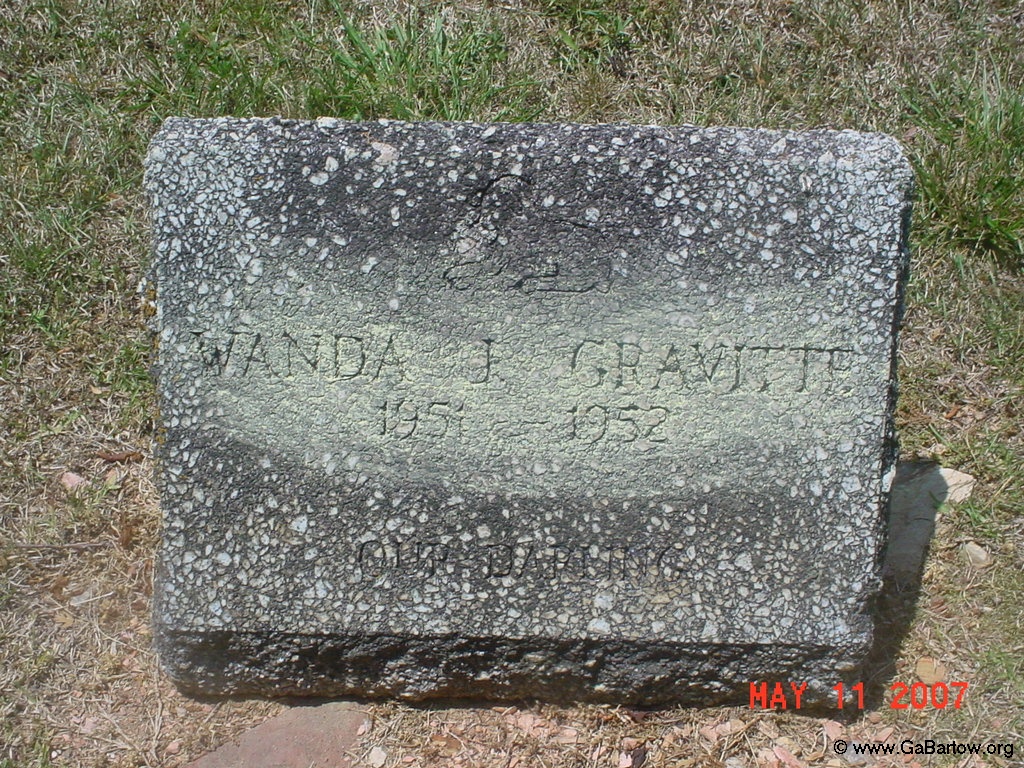 WANDA J. GRAVITTE
1951 — 1952
OUR DARLING
MAY 11 2007
© www.GaBartow.org